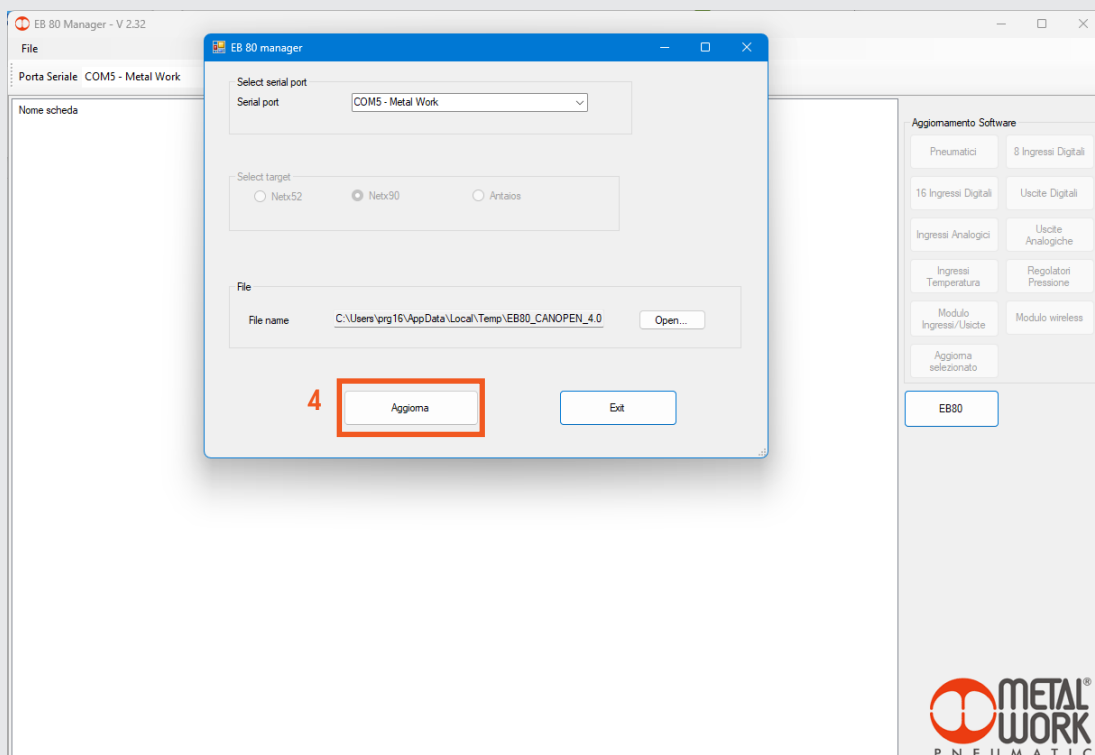 EB 80 Manager - V 2.32
File
Porta Seriale COM5 - Metal Work
Nome scheda
EB 80 manager
Select serial port
Serial port COM5 - Metal Work
Select target
Netx52 Netx90 Antaios
File
File name C:\Users\prg16\AppData\Local\Temp\EB80_CANOPEN_4.0 Open...
4 Aggiorna Exit
Aggiornamento Software
Pneumatici 8 Ingressi Digitali
16 Ingressi Digitali Uscite Digitali
Ingressi Analogici Uscite
Analogiche
Ingressi
Temperatura
Regolatori
Pressione
Modulo
Ingressi/Usicte
Modulo wireless
Aggiorna
selezionato
EB80
METAL®
WORK
PNEUMATIC